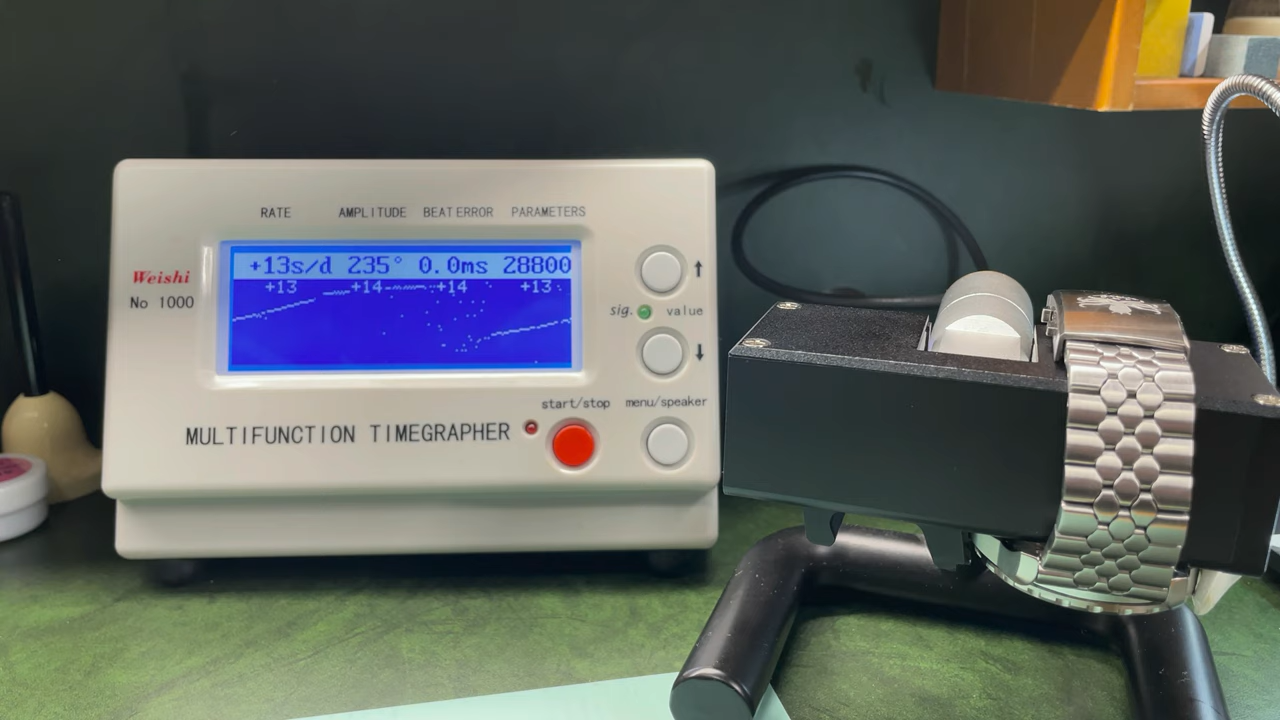 RATE AMPLITUDE BEAT ERROR PARAMETERS
+13s/d 235° 0.0ms 28800
+13 +14 +14 +13
Weishi
No 1000
sig. value
start/stop menu/speaker
MULTIFUNCTION TIMEGRAPHER